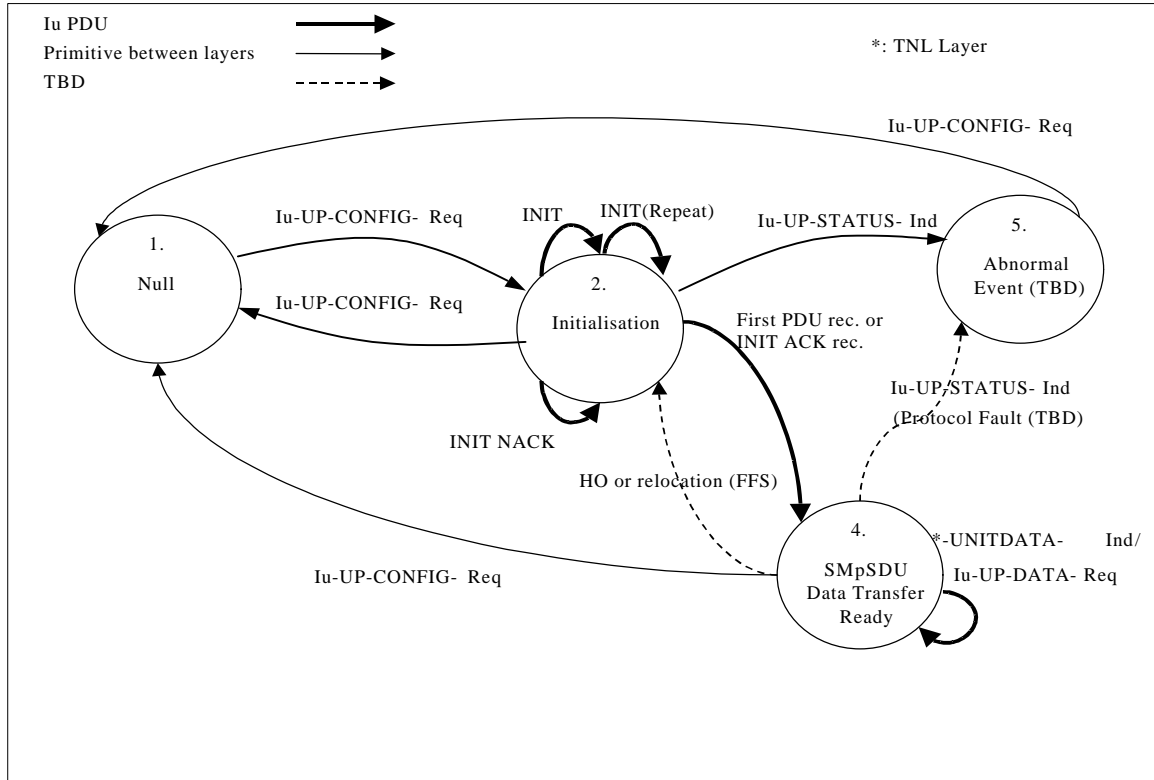 Iu PDU
Primitive between layers
*: TNL Layer
TBD
Iu-UP-CONFIG- Req
INIT
INIT(Repeat)
Iu-UP-CONFIG- Req
Iu-UP-STATUS- Ind
1.
Null
5.
Abnormal
Event (TBD)
Iu-UP-CONFIG- Req
2.
Initialisation
First PDU rec. or
INIT ACK rec.
Iu-UP-STATUS- Ind
(Protocol Fault (TBD)
INIT NACK
HO or relocation (FFS)
4.
SMpSDU
Data Transfer
Ready
*-UNITDATA- Ind/
Iu-UP-DATA- Req
Iu-UP-CONFIG- Req